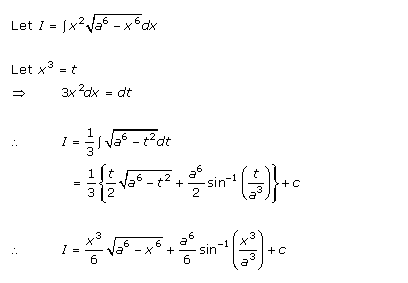 Let I = ∫ x²√(a⁶ – x⁶)dx
Let x³ = t
⇒ 3x²dx = dt
∴ I = 1/3 ∫ √(a⁶ – t²)dt
= 1/3 {t/2 √(a⁶ – t²) + a⁶/2 sin⁻¹(t/a³)} + c
∴ I = x³/6 √(a⁶ – x⁶) + a⁶/6 sin⁻¹(x³/a³) + c